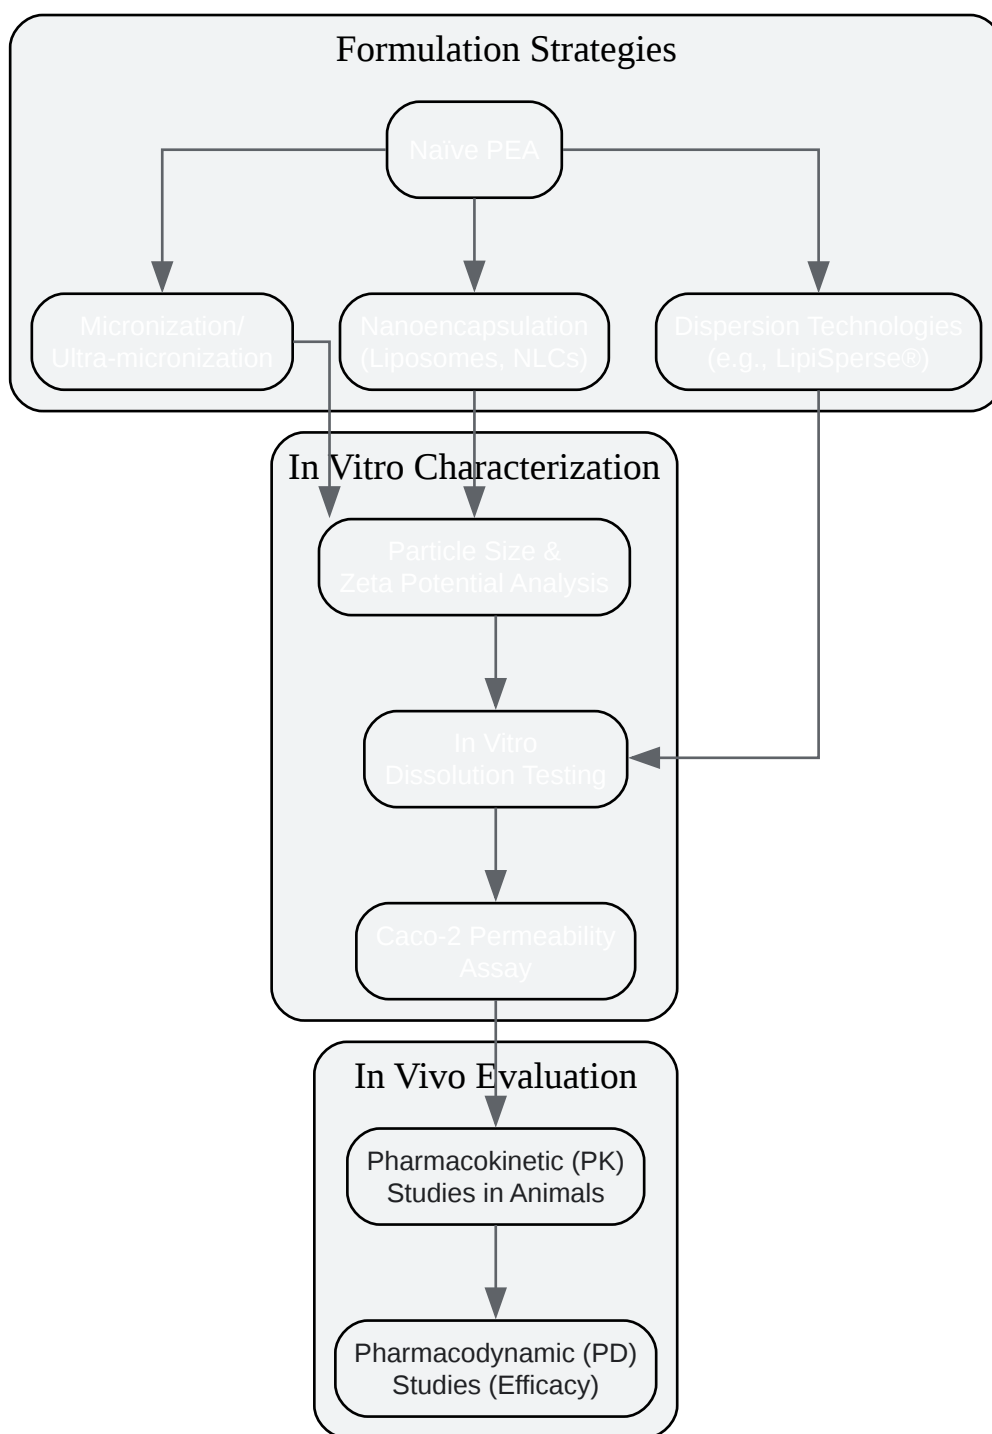 Formulation Strategies
Naïve PEA
Micronization/
Ultra-micronization
Nanoencapsulation
(Liposomes, NLCs)
Dispersion Technologies
(e.g., LipiSperse®)
In Vitro Characterization
Particle Size &
Zeta Potential Analysis
In Vitro
Dissolution Testing
Caco-2 Permeability
Assay
In Vivo Evaluation
Pharmacokinetic (PK)
Studies in Animals
Pharmacodynamic (PD)
Studies (Efficacy)